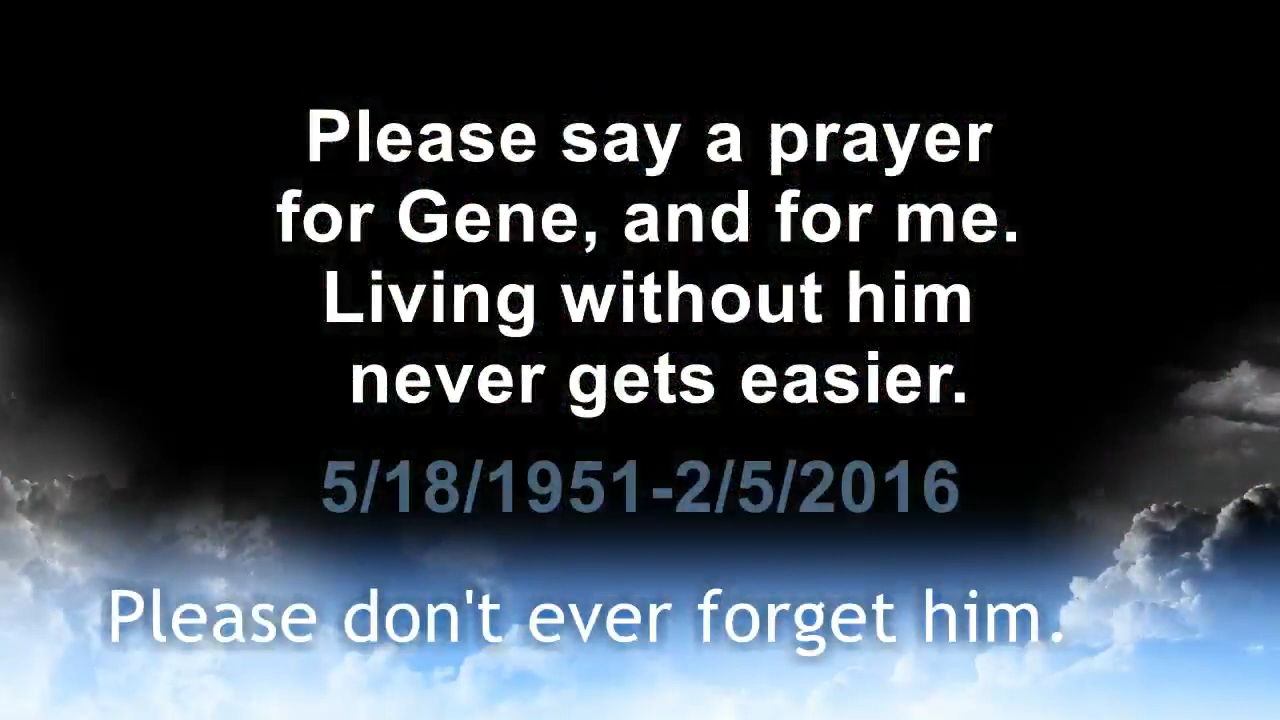 Please say a prayer
for Gene, and for me.
Living without him
never gets easier.
5/18/1951-2/5/2016
Please don't ever forget him.